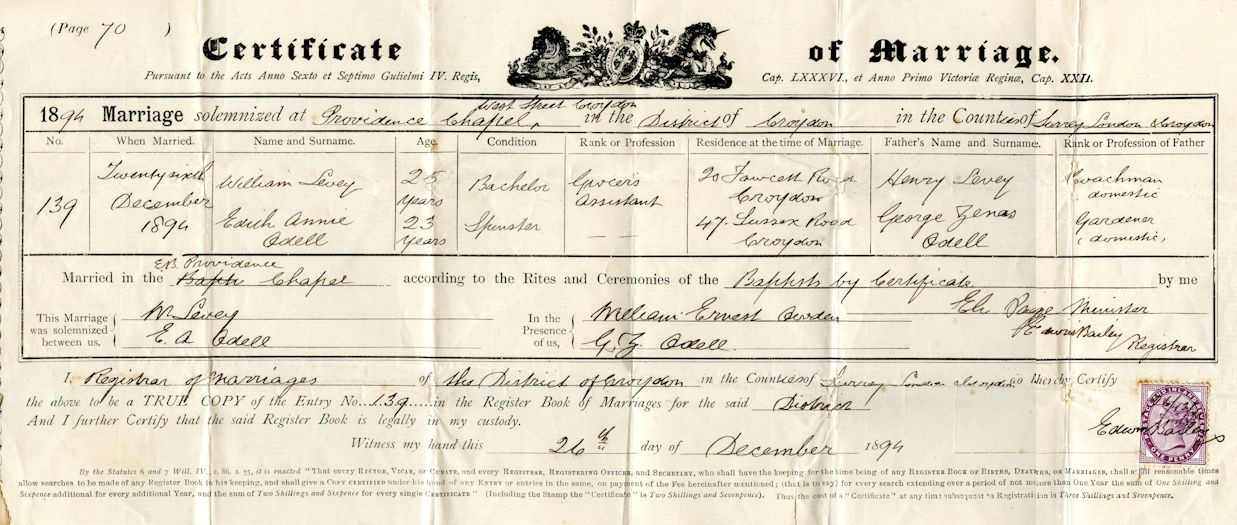 (Page 70 )
Certificate of Marriage.
Pursuant to the Acts Anno Sexto et Septimo Gulielmi IV. Regis, Cap. LXXXVI., et Anno Primo Victoriæ Reginæ, Cap. XXII.
West Street Croydon
1894 Marriage solemnized at Providence Chapel, in the District of Croydon in the Counties of Surrey London & Croydon
No. When Married. Name and Surname. Age. Condition Rank or Profession Residence at the time of Marriage. Father's Name and Surname. Rank or Profession of Father
139
Twenty sixth
December
1894
William Levey
25
years
Bachelor
Grocers
Assistant
20 Fawcett Road
Croydon
Henry Levey
Coachman
domestic
Edith Annie
Odell
23
years
Spinster
— —
47. Sussex Road
Croydon
George Zenas
Odell
Gardener
(domestic)
E.B. Providence
Married in the Bapti Chapel according to the Rites and Ceremonies of the Baptists by Certificate by me
This Marriage
was solemnized
between us.
W Levey
E. A Odell
In the
Presence
of us,
William Ernest
G. Z. Odell.
Eli Minister
Edwin Bailey Registrar
I, Registrar of Marriages of the District of Croydon in the Counties of Surrey London & Croydon do hereby Certify
the above to be a TRUE COPY of the Entry No. 139 in the Register Book of Marriages for the said District
And I further Certify that the said Register Book is legally in my custody.
Witness my hand this 26th day of December 1894
Edwin Bailey
ONE PENNY
By the Statutes 6 and 7 Will. IV., c. 86. s. 35, it is enacted "That every RECTOR, VICAR, or CURATE, and every REGISTRAR, REGISTERING OFFICER, and SECRETARY, who shall have the keeping for the time being of any REGISTER BOOK OF BIRTHS, DEATHS, OR MARRIAGES, shall at all reasonable times
allow searches to be made of any Register Book in his keeping, and shall give a COPY CERTIFIED under his hand of any ENTRY or entries in the same, on payment of the Fee hereinafter mentioned; (that is to say) for every search extending over a period of not more than One Year the sum of One Shilling and
Sixpence additional for every additional Year, and the sum of Two Shillings and Sixpence for every single CERTIFICATE" (Including the Stamp the "Certificate" is Two Shillings and Sevenpence). Thus the cost of a "Certificate" at any time subsequent to Registration is Three Shillings and Sevenpence.